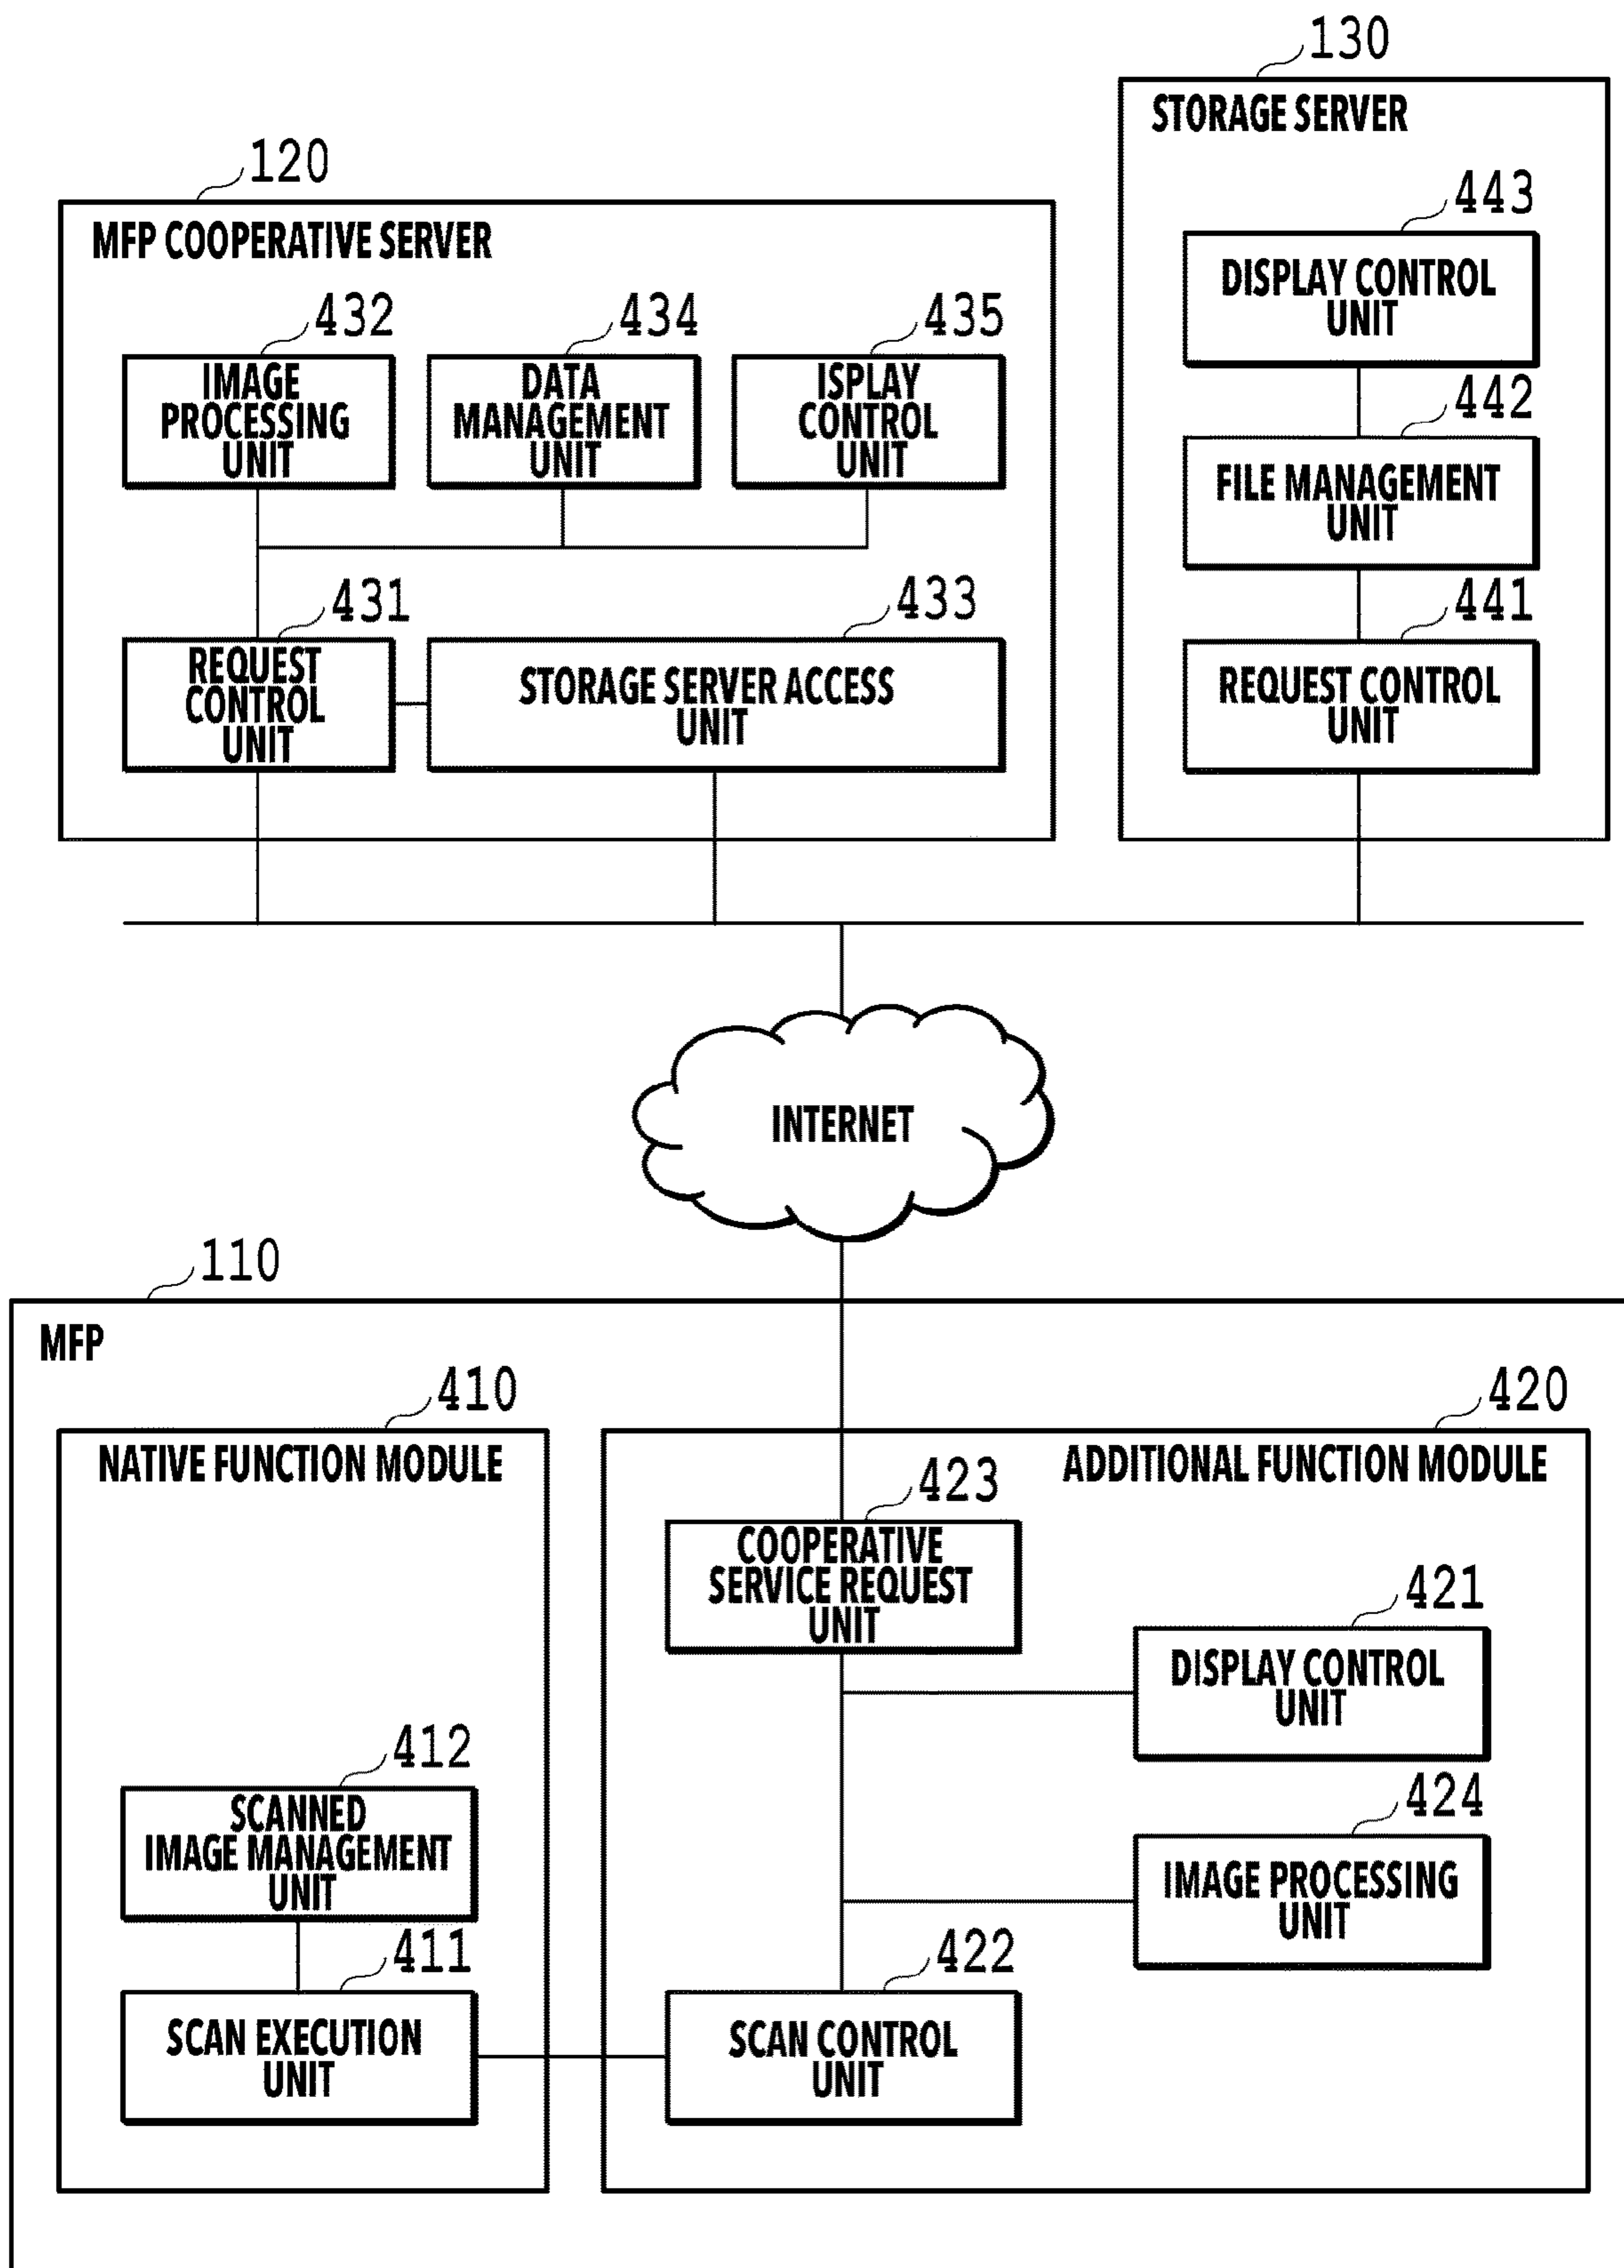 130
STORAGE SERVER
443
DISPLAY CONTROL
UNIT
442
FILE MANAGEMENT
UNIT
441
REQUEST CONTROL
UNIT
120
MFP COOPERATIVE SERVER
432
IMAGE
PROCESSING
UNIT
434
DATA
MANAGEMENT
UNIT
435
ISPLAY
CONTROL
UNIT
431
REQUEST
CONTROL
UNIT
433
STORAGE SERVER ACCESS
UNIT
INTERNET
110
MFP
410
NATIVE FUNCTION MODULE
412
SCANNED
IMAGE MANAGEMENT
UNIT
411
SCAN EXECUTION
UNIT
420
ADDITIONAL FUNCTION MODULE
423
COOPERATIVE
SERVICE REQUEST
UNIT
421
DISPLAY CONTROL
UNIT
424
IMAGE PROCESSING
UNIT
422
SCAN CONTROL
UNIT